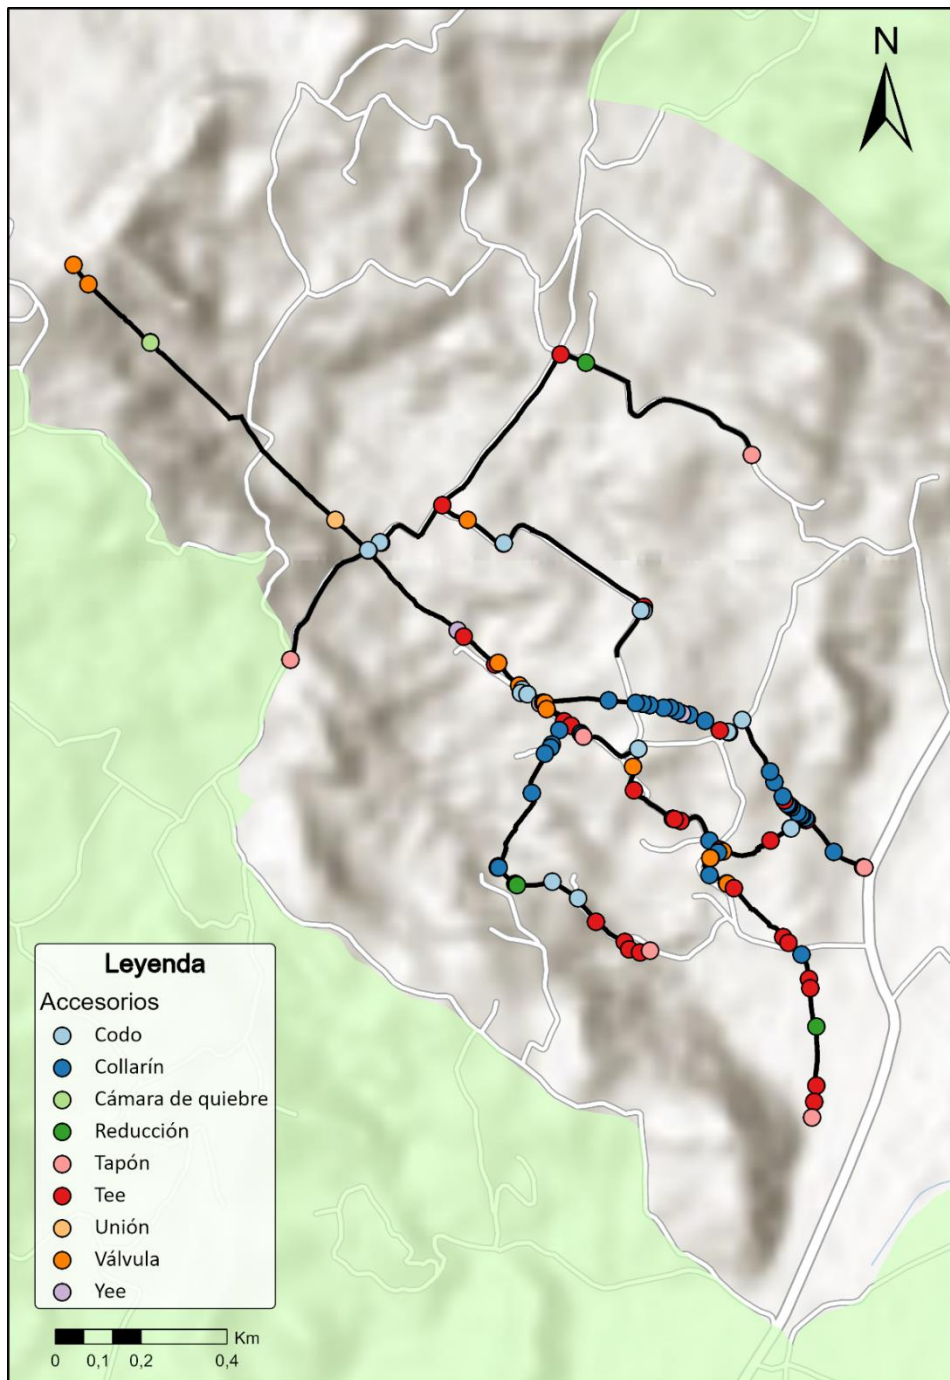 N
Leyenda
Accesorios
Codo
Collarín
Cámara de quiebre
Reducción
Tapón
Tee
Unión
Válvula
Yee
Km
0 0,1 0,2 0,4